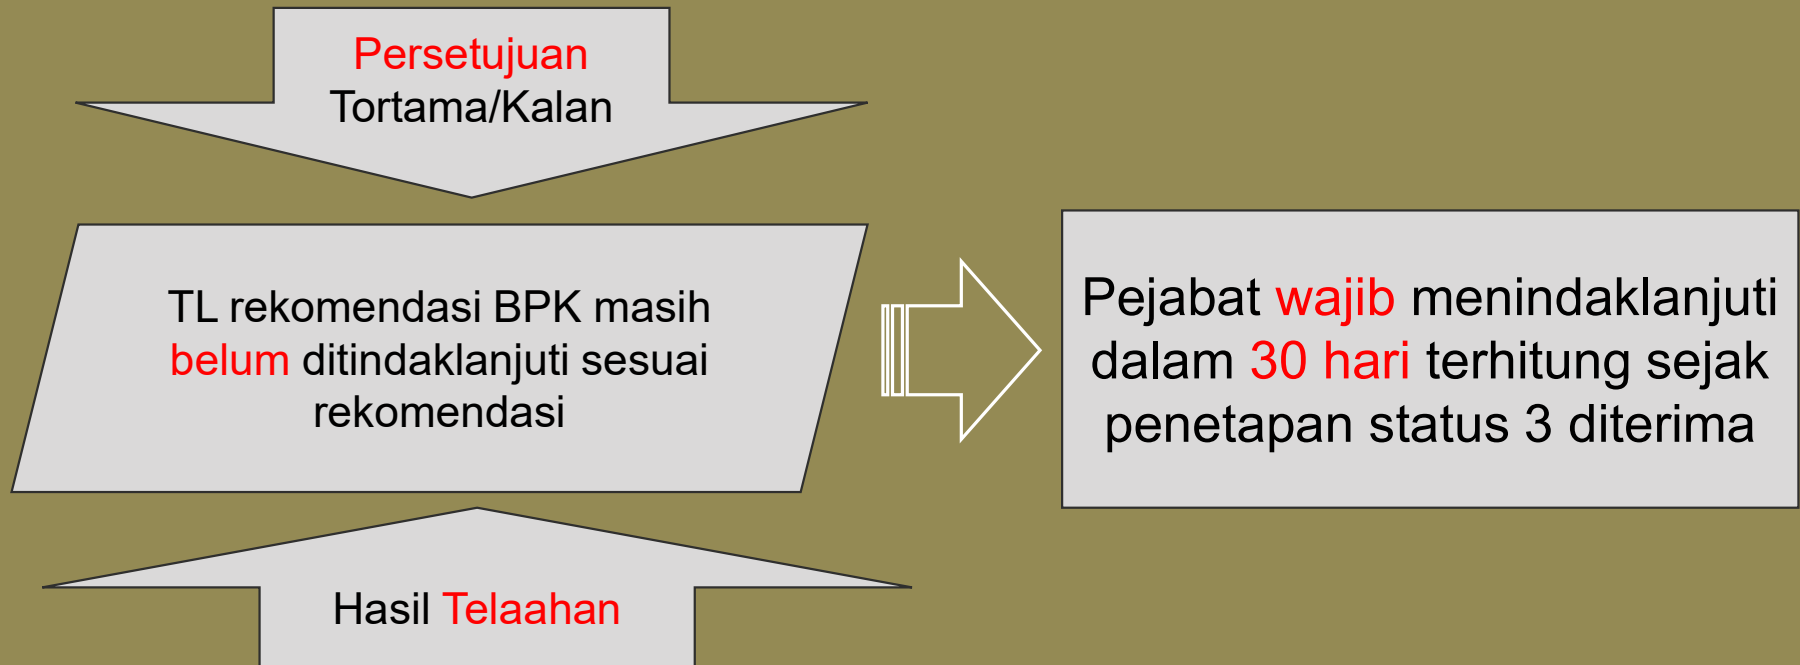 Persetujuan
Tortama/Kalan
TL rekomendasi BPK masih
belum ditindaklanjuti sesuai
rekomendasi
Pejabat wajib menindaklanjuti
dalam 30 hari terhitung sejak
penetapan status 3 diterima
Hasil Telaahan